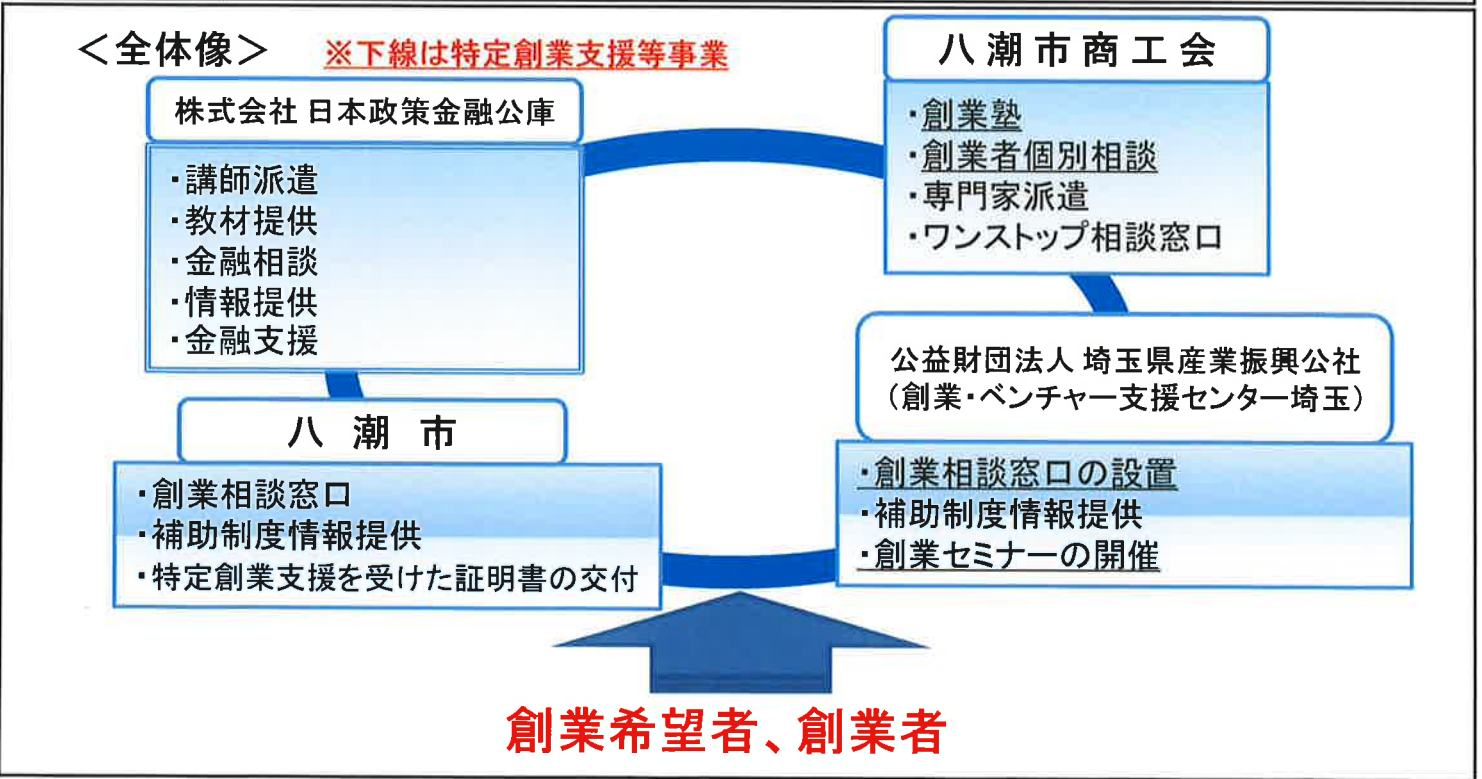 ＜全体像＞
※下線は特定創業支援等事業
株式会社 日本政策金融公庫
・講師派遣
・教材提供
・金融相談
・情報提供
・金融支援
八潮市商工会
・創業塾
・創業者個別相談
・専門家派遣
・ワンストップ相談窓口
八 潮 市
・創業相談窓口
・補助制度情報提供
・特定創業支援を受けた証明書の交付
公益財団法人 埼玉県産業振興公社
（創業・ベンチャー支援センター埼玉）
・創業相談窓口の設置
・補助制度情報提供
・創業セミナーの開催
創業希望者、創業者